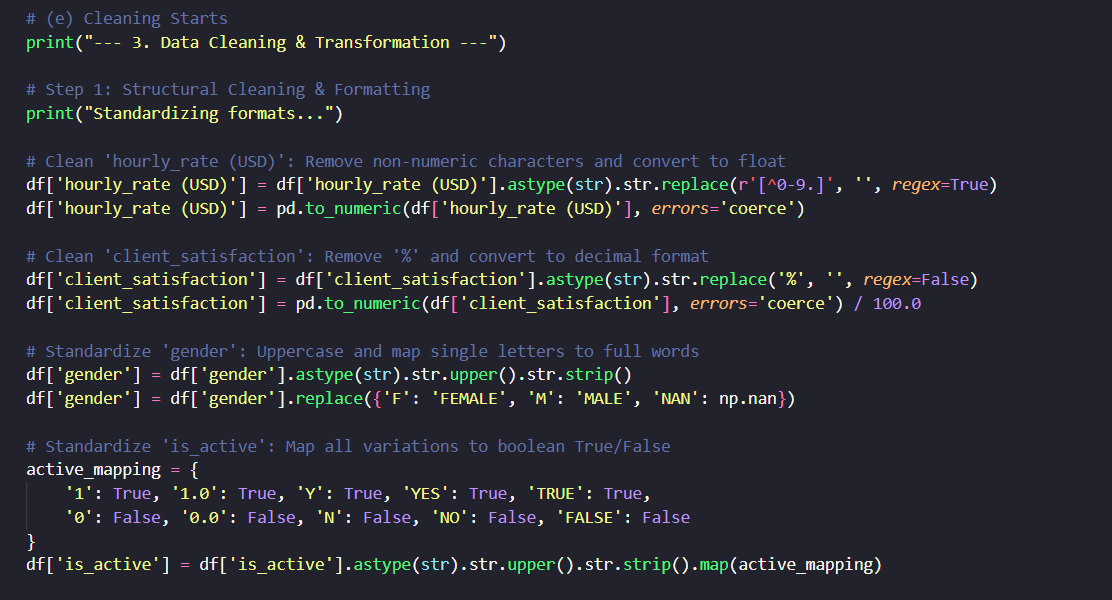 # (e) Cleaning Starts
print("--- 3. Data Cleaning & Transformation ---")
# Step 1: Structural Cleaning & Formatting
print("Standardizing formats...")
# Clean 'hourly_rate (USD)': Remove non-numeric characters and convert to float
df['hourly_rate (USD)'] = df['hourly_rate (USD)'].astype(str).str.replace(r'[^0-9.]', '', regex=True)
df['hourly_rate (USD)'] = pd.to_numeric(df['hourly_rate (USD)'], errors='coerce')
# Clean 'client_satisfaction': Remove '%' and convert to decimal format
df['client_satisfaction'] = df['client_satisfaction'].astype(str).str.replace('%', '', regex=False)
df['client_satisfaction'] = pd.to_numeric(df['client_satisfaction'], errors='coerce') / 100.0
# Standardize 'gender': Uppercase and map single letters to full words
df['gender'] = df['gender'].astype(str).str.upper().str.strip()
df['gender'] = df['gender'].replace({'F': 'FEMALE', 'M': 'MALE', 'NAN': np.nan})
# Standardize 'is_active': Map all variations to boolean True/False
active_mapping = {
    '1': True, '1.0': True, 'Y': True, 'YES': True, 'TRUE': True,
    '0': False, '0.0': False, 'N': False, 'NO': False, 'FALSE': False
}
df['is_active'] = df['is_active'].astype(str).str.upper().str.strip().map(active_mapping)